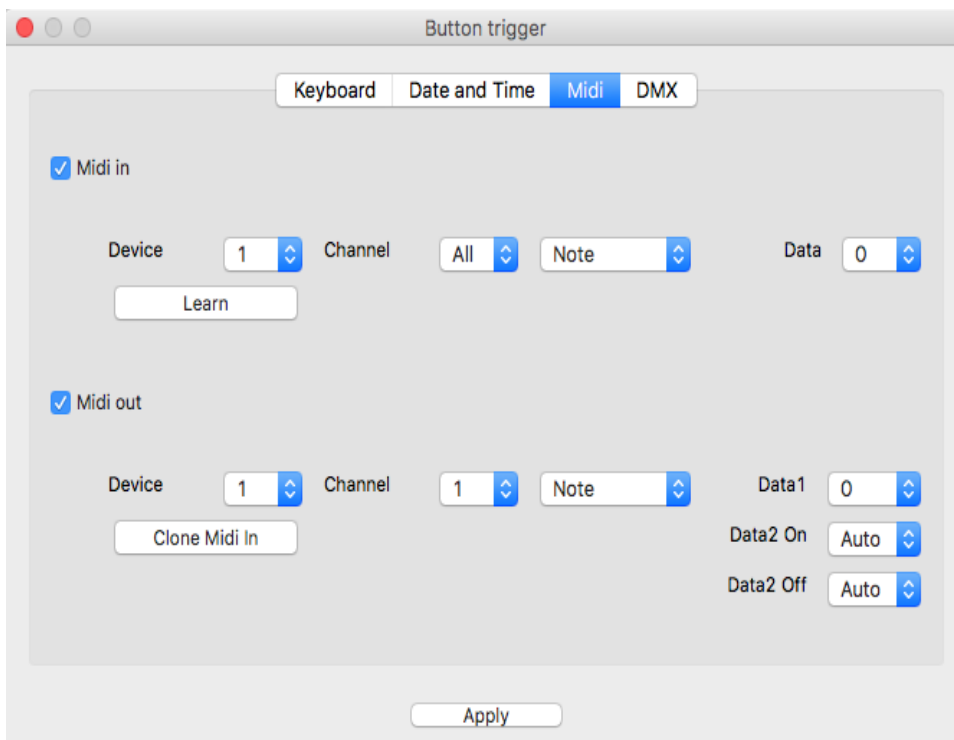 Button trigger
Keyboard Date and Time Midi DMX
Midi in
Device 1 Channel All Note Data 0
Learn
Midi out
Device 1 Channel 1 Note Data1 0
Clone Midi In Data2 On Auto
Data2 Off Auto
Apply